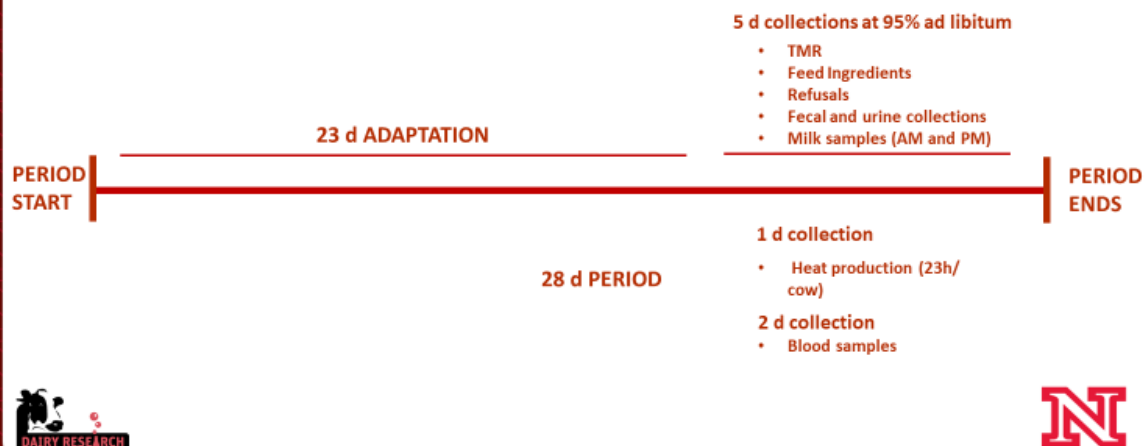 5 d collections at 95% ad libitum
• TMR
• Feed Ingredients
• Refusals
• Fecal and urine collections
• Milk samples (AM and PM)
23 d ADAPTATION
PERIOD
START
PERIOD
ENDS
1 d collection
• Heat production (23h/
cow)
28 d PERIOD
2 d collection
• Blood samples
DAIRY RESEARCH
N